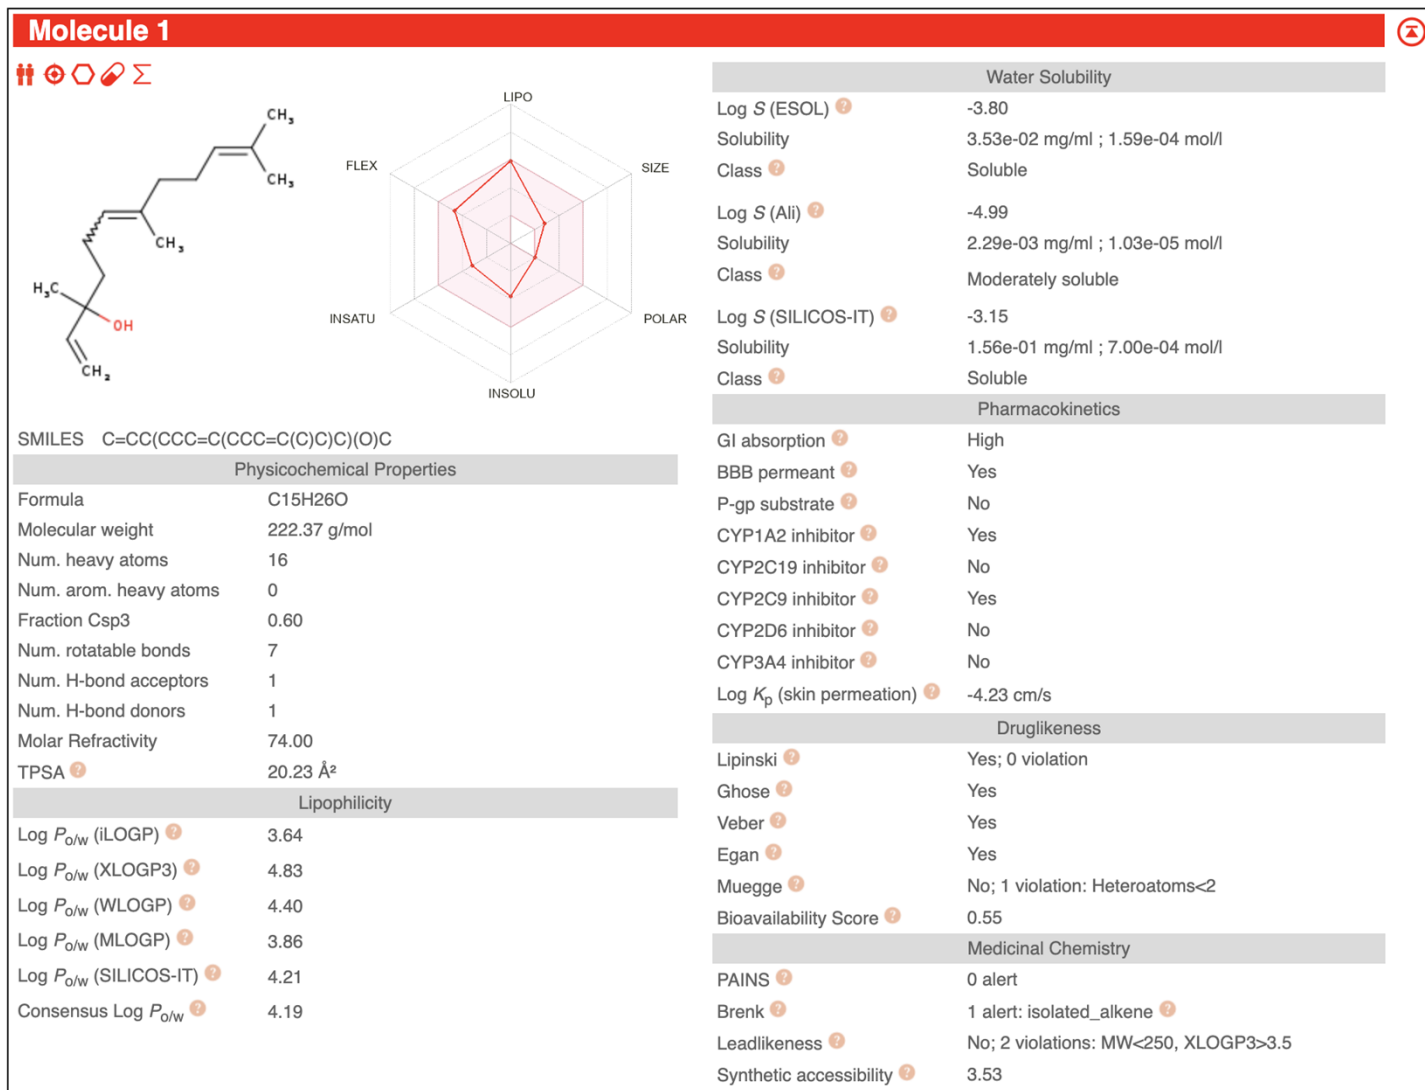 Molecule 1
CH₃
CH₃
CH₃
H₃C
OH
CH₂
LIPO
FLEX
SIZE
INSATU
POLAR
INSOLU
SMILES C=CC(CCC=C(CCC=C(C)C)C)(O)C
Physicochemical Properties
Formula C15H26O
Molecular weight 222.37 g/mol
Num. heavy atoms 16
Num. arom. heavy atoms 0
Fraction Csp3 0.60
Num. rotatable bonds 7
Num. H-bond acceptors 1
Num. H-bond donors 1
Molar Refractivity 74.00
TPSA ? 20.23 Å²
Lipophilicity
Log Po/w (iLOGP) ? 3.64
Log Po/w (XLOGP3) ? 4.83
Log Po/w (WLOGP) ? 4.40
Log Po/w (MLOGP) ? 3.86
Log Po/w (SILICOS-IT) ? 4.21
Consensus Log Po/w ? 4.19
Water Solubility
Log S (ESOL) ? -3.80
Solubility 3.53e-02 mg/ml ; 1.59e-04 mol/l
Class ? Soluble
Log S (Ali) ? -4.99
Solubility 2.29e-03 mg/ml ; 1.03e-05 mol/l
Class ? Moderately soluble
Log S (SILICOS-IT) ? -3.15
Solubility 1.56e-01 mg/ml ; 7.00e-04 mol/l
Class ? Soluble
Pharmacokinetics
GI absorption ? High
BBB permeant ? Yes
P-gp substrate ? No
CYP1A2 inhibitor ? Yes
CYP2C19 inhibitor ? No
CYP2C9 inhibitor ? Yes
CYP2D6 inhibitor ? No
CYP3A4 inhibitor ? No
Log Kp (skin permeation) ? -4.23 cm/s
Druglikeness
Lipinski ? Yes; 0 violation
Ghose ? Yes
Veber ? Yes
Egan ? Yes
Muegge ? No; 1 violation: Heteroatoms<2
Bioavailability Score ? 0.55
Medicinal Chemistry
PAINS ? 0 alert
Brenk ? 1 alert: isolated_alkene ?
Leadlikeness ? No; 2 violations: MW<250, XLOGP3>3.5
Synthetic accessibility ? 3.53